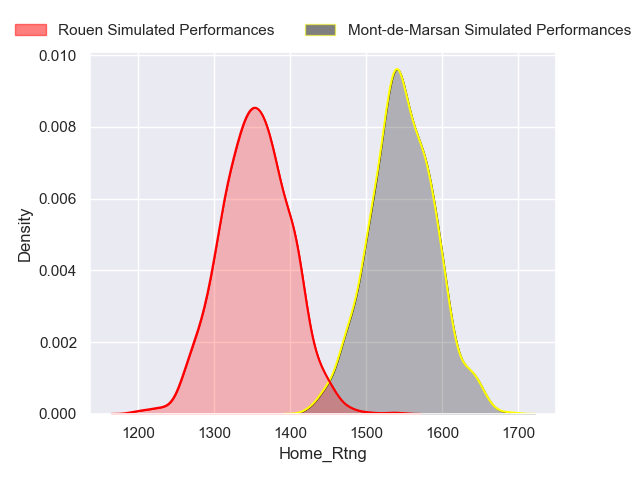 Rouen Simulated Performances
Mont-de-Marsan Simulated Performances
0.010
0.008
0.006
0.004
0.002
0.000
Density
1200 1300 1400 1500 1600 1700
Home_Rtng